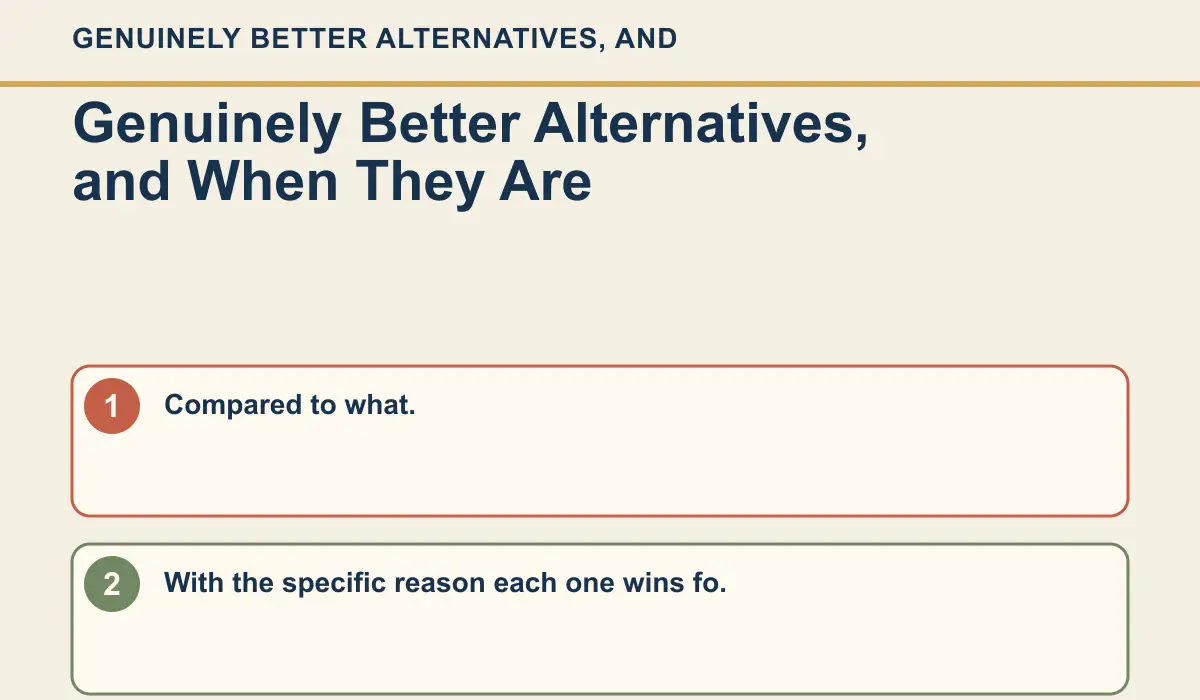 GENUINELY BETTER ALTERNATIVES, AND
Genuinely Better Alternatives,
and When They Are
1
Compared to what.
2
With the specific reason each one wins fo.